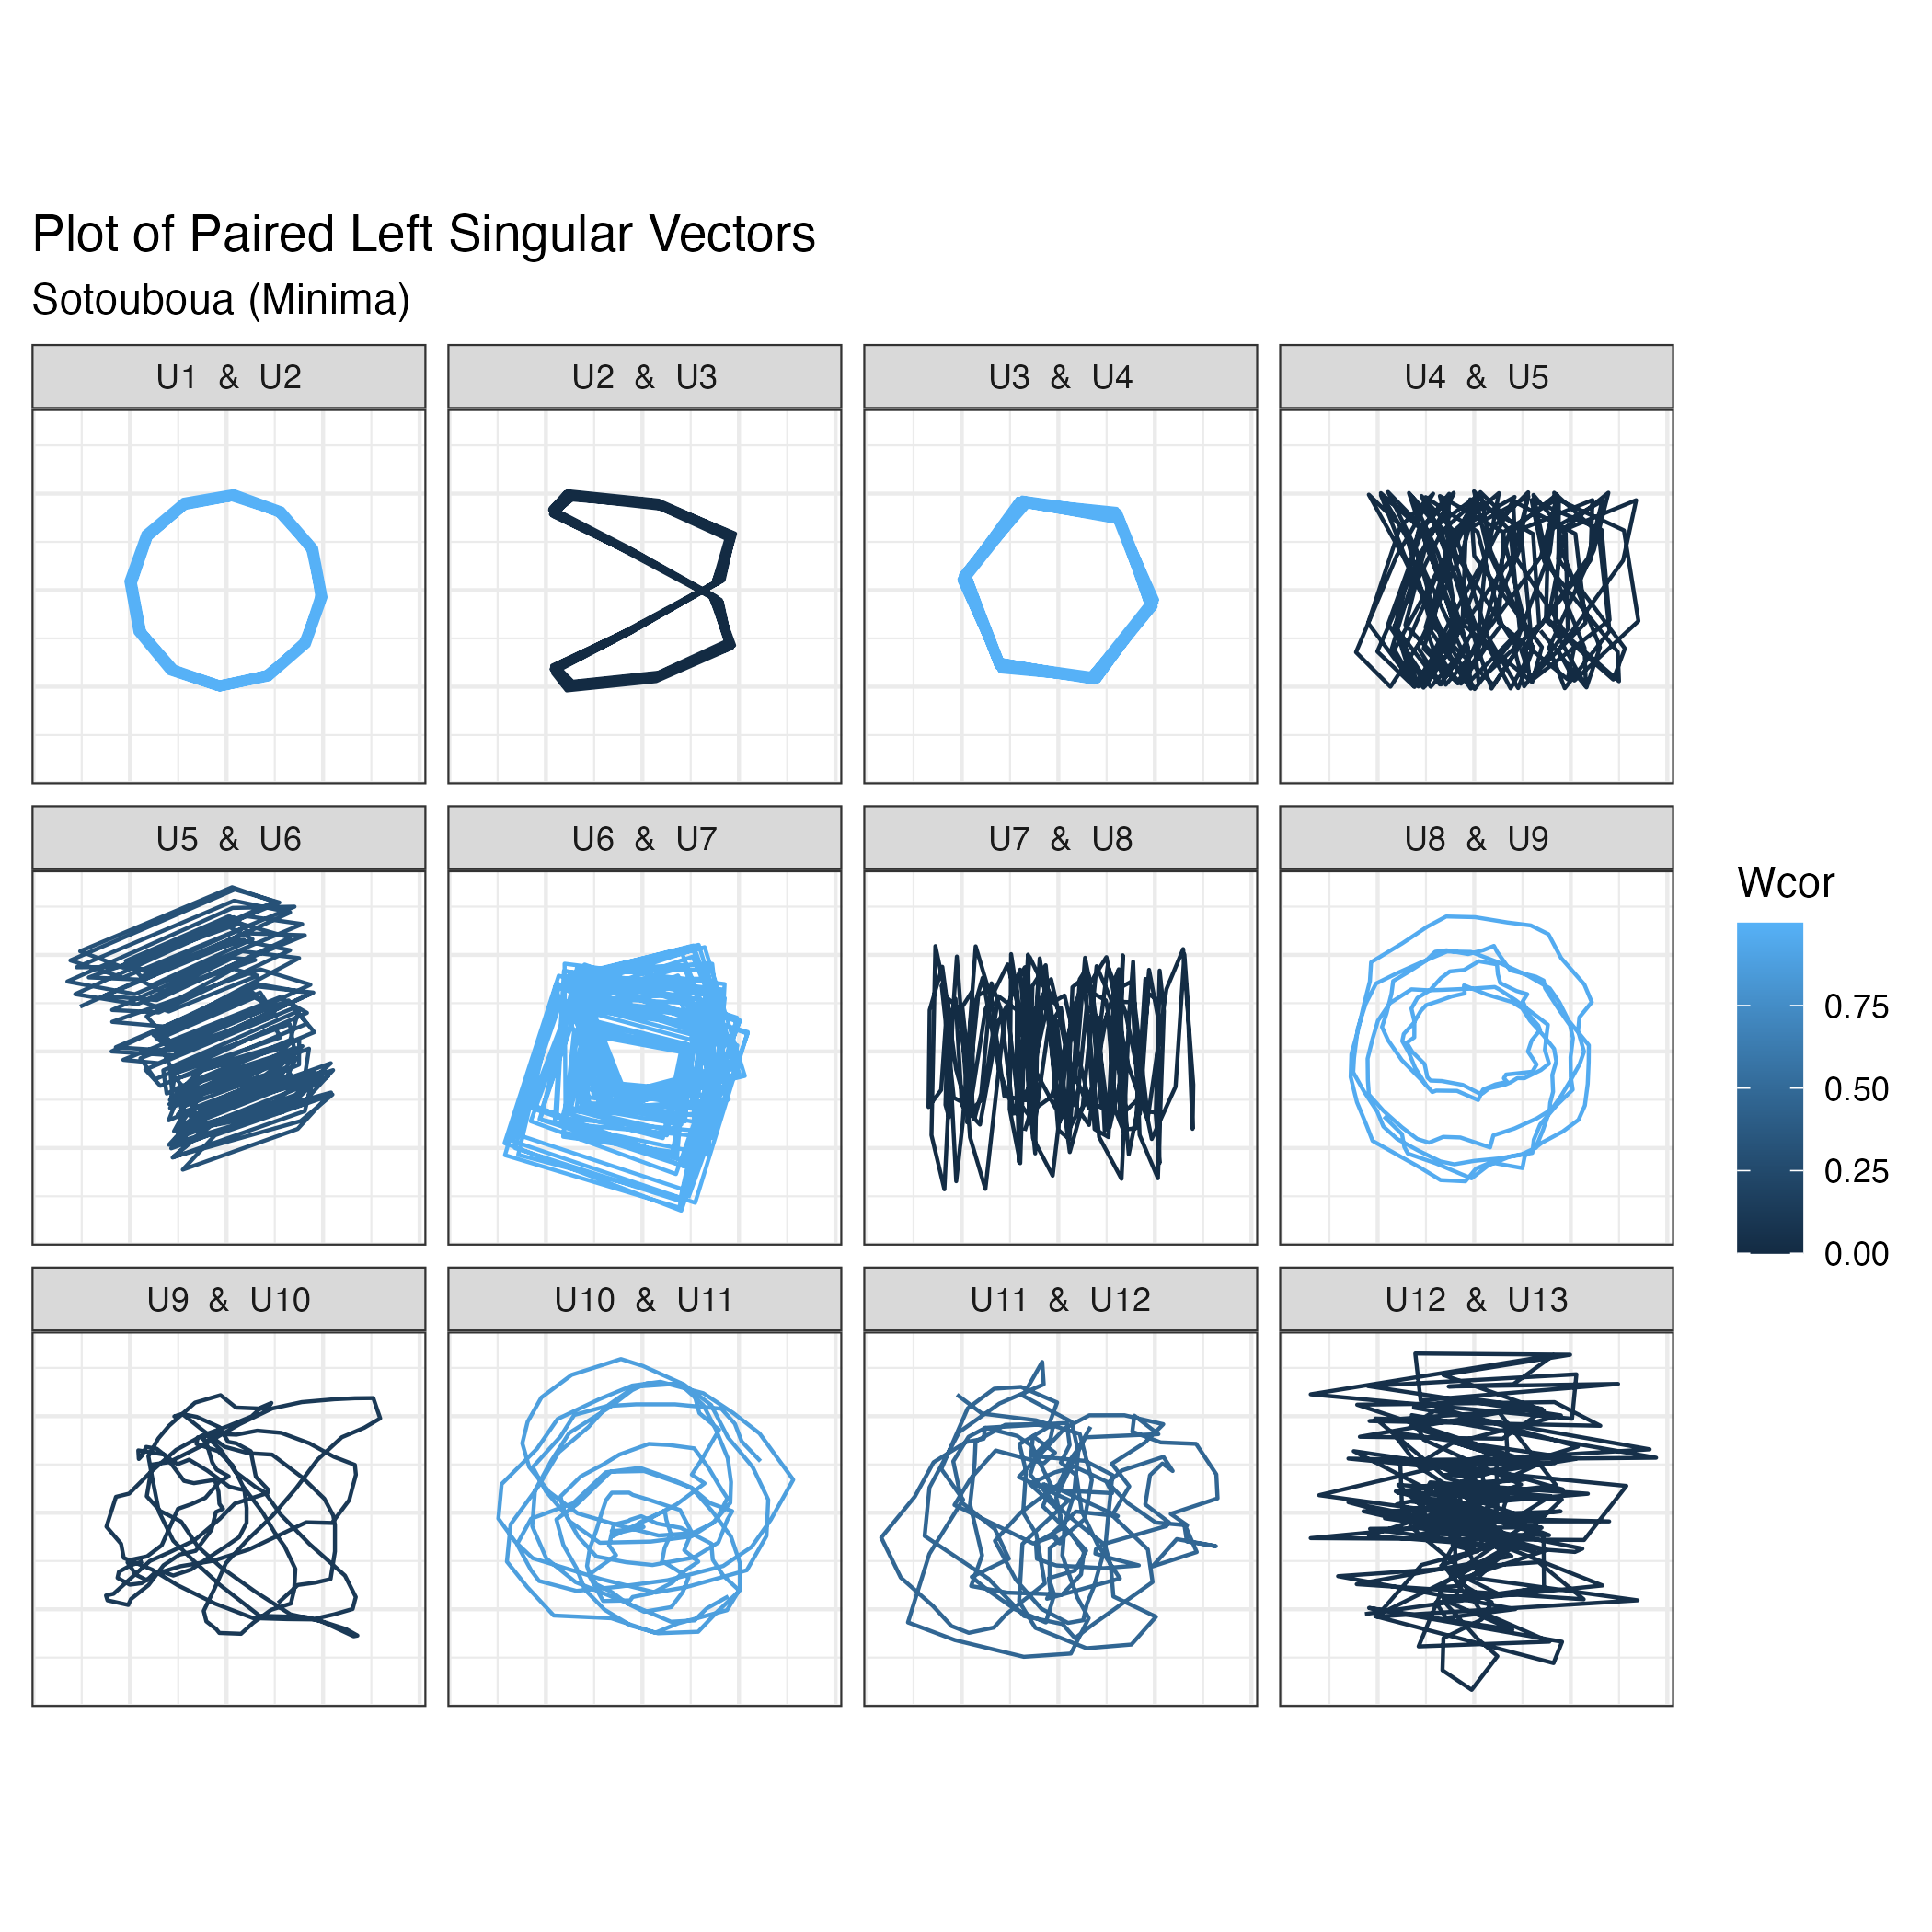 Plot of Paired Left Singular Vectors
Sotouboua (Minima)
U1 & U2
U2 & U3
U3 & U4
U4 & U5
U5 & U6
U6 & U7
U7 & U8
U8 & U9
U9 & U10
U10 & U11
U11 & U12
U12 & U13
Wcor
0.75
0.50
0.25
0.00